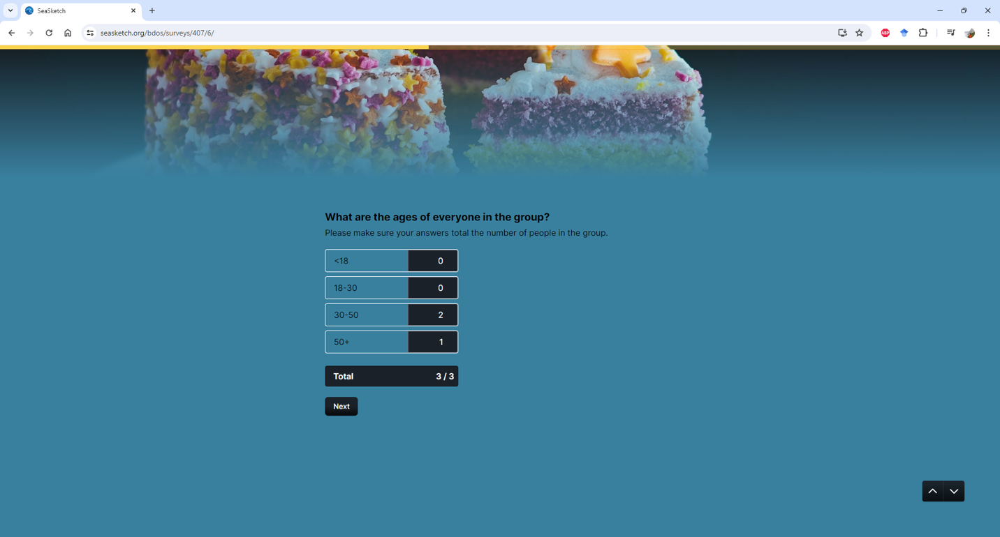 SeaSketch
seasketch.org/bdos/surveys/407/6/
ABP
What are the ages of everyone in the group?
Please make sure your answers total the number of people in the group.
<18 0
18-30 0
30-50 2
50+ 1
Total 3 / 3
Next